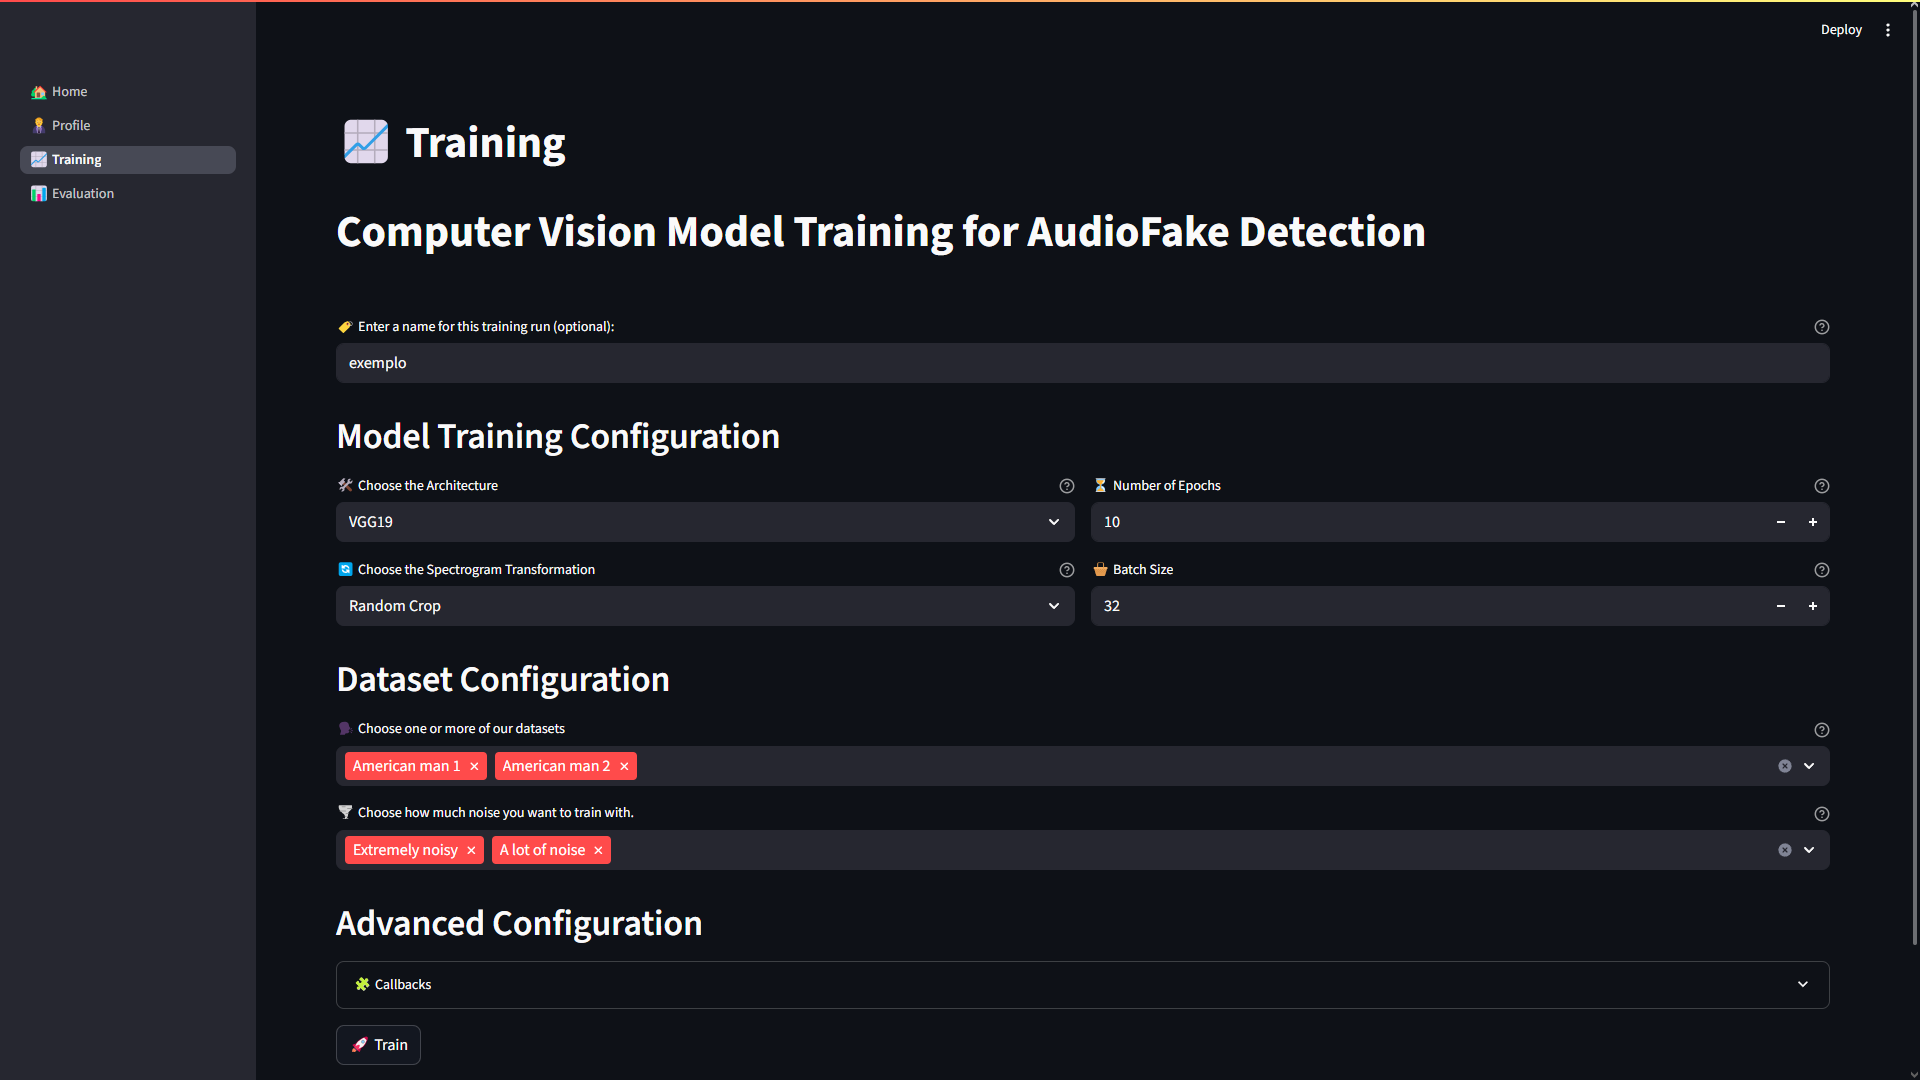 Deploy
Home
Profile
Training
Evaluation
Training
Computer Vision Model Training for AudioFake Detection
Enter a name for this training run (optional):
exemplo
Model Training Configuration
Choose the Architecture
Number of Epochs
VGG19
10
Choose the Spectrogram Transformation
Batch Size
Random Crop
32
Dataset Configuration
Choose one or more of our datasets
American man 1 American man 2
Choose how much noise you want to train with.
Extremely noisy A lot of noise
Advanced Configuration
Callbacks
Train